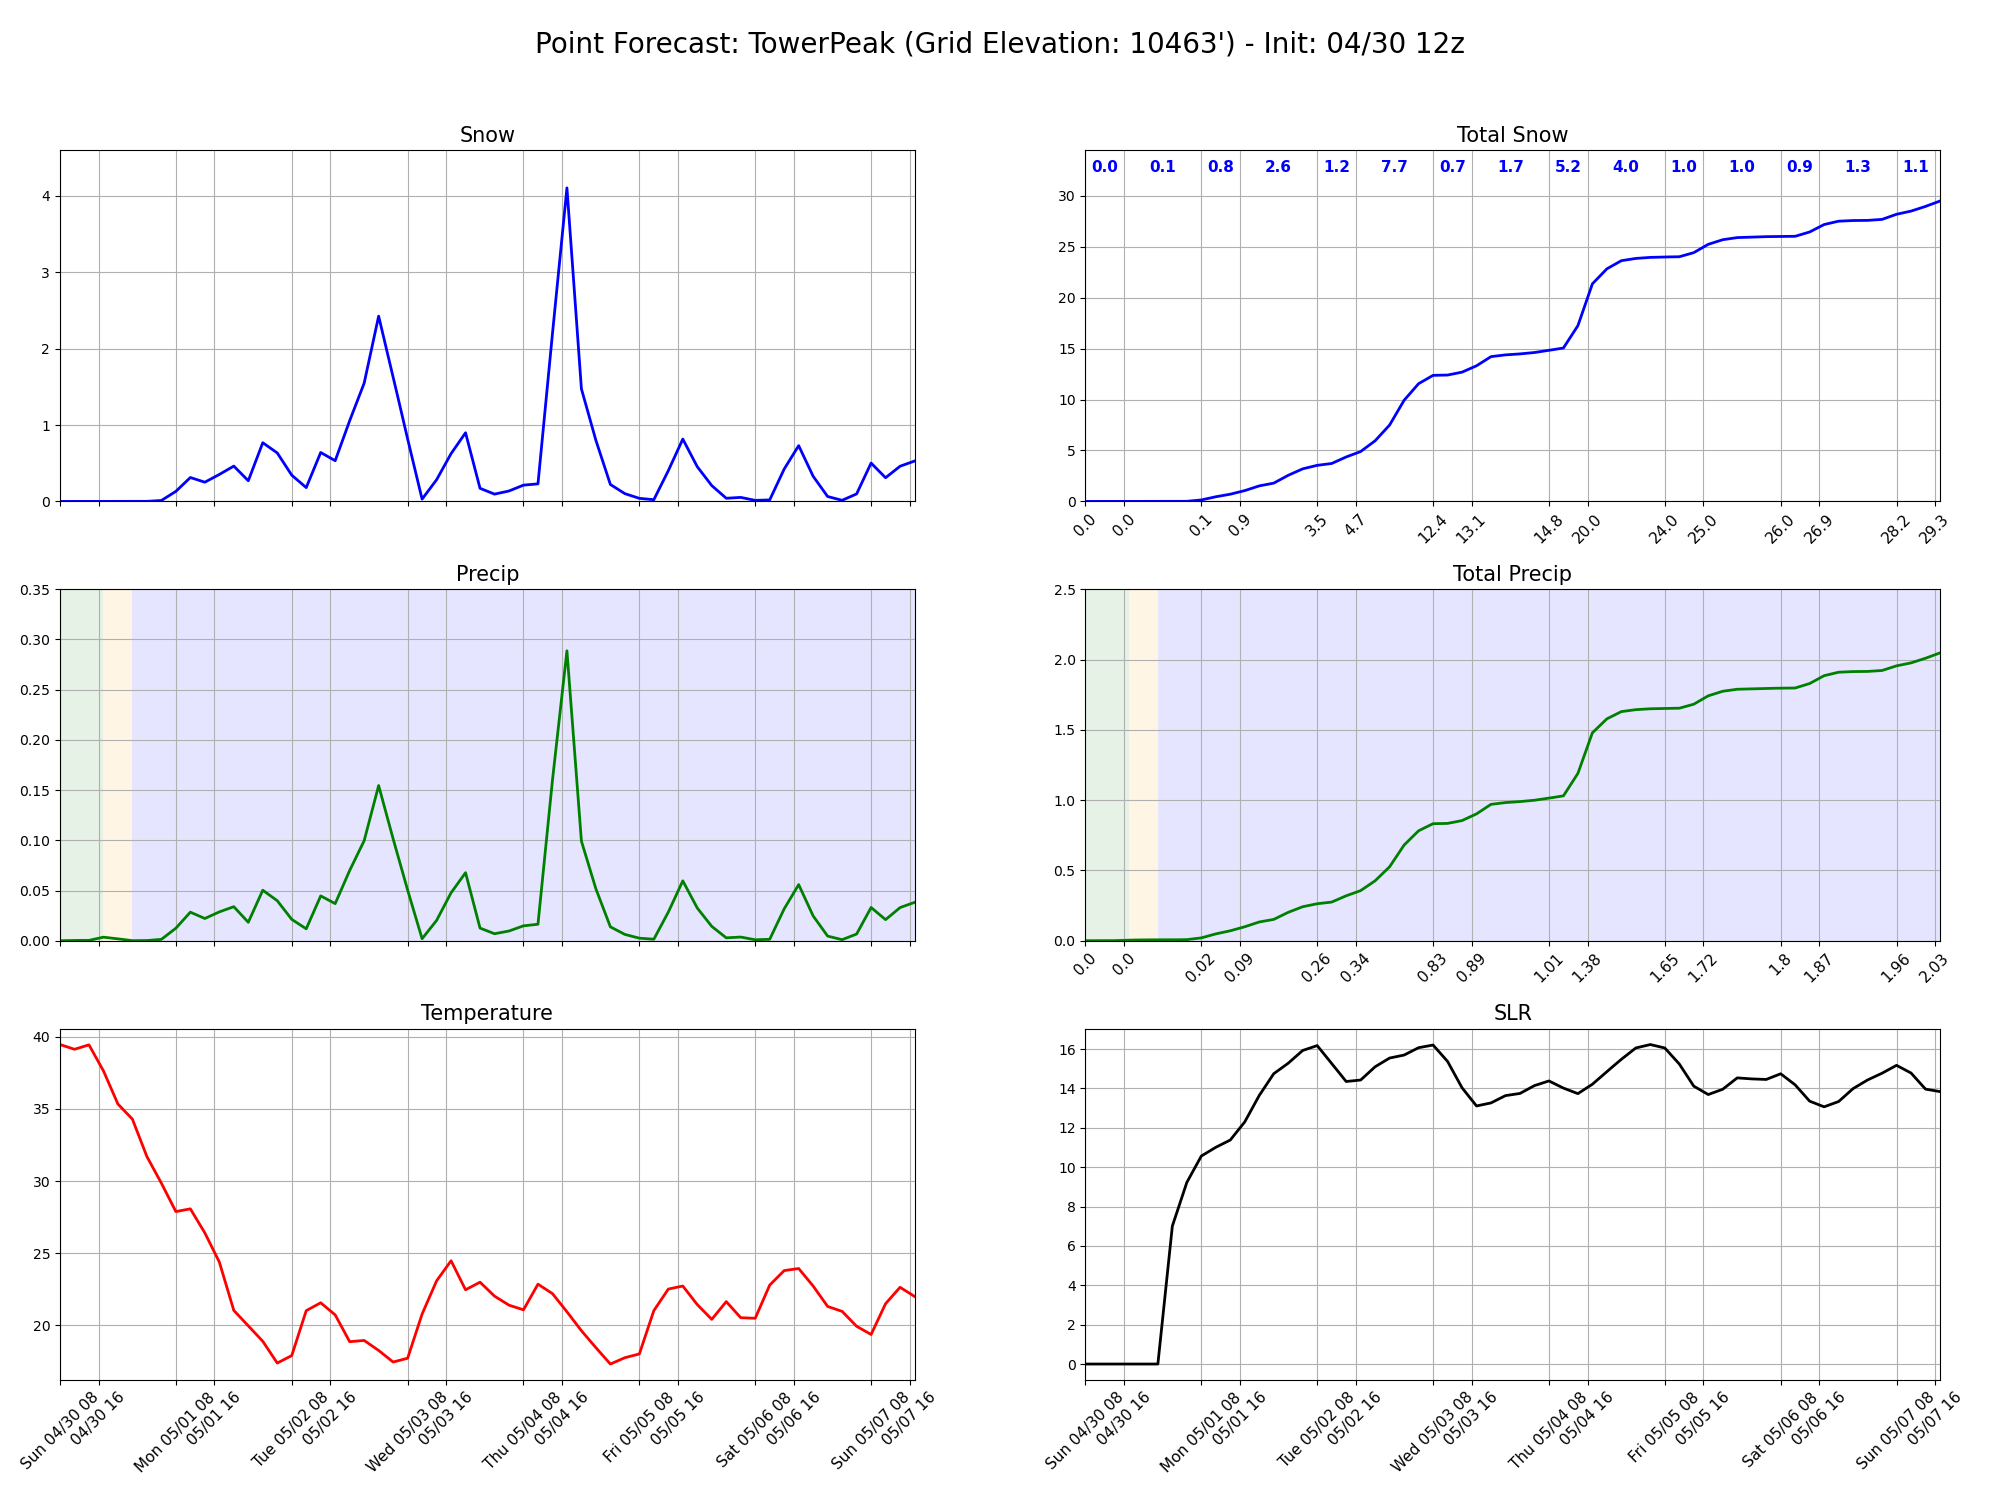 Point Forecast: TowerPeak (Grid Elevation: 10463') - Init: 04/30 12z
Snow
4
3
2
1
0
Total Snow
0.0 0.1 0.8 2.6 1.2 7.7 0.7 1.7 5.2 4.0 1.0 1.0 0.9 1.3 1.1
30
25
20
15
10
5
0
0.0 0.0 0.1 0.9 3.5 4.7 12.4 13.1 14.8 20.0 24.0 25.0 26.0 26.9 28.2 29.3
Precip
0.35
0.30
0.25
0.20
0.15
0.10
0.05
0.00
Total Precip
2.5
2.0
1.5
1.0
0.5
0.0
0.0 0.0 0.02 0.09 0.26 0.34 0.83 0.89 1.01 1.38 1.65 1.72 1.8 1.87 1.96 2.03
Temperature
40
35
30
25
20
Sun 04/30 08
04/30 16
Mon 05/01 08
05/01 16
Tue 05/02 08
05/02 16
Wed 05/03 08
05/03 16
Thu 05/04 08
05/04 16
Fri 05/05 08
05/05 16
Sat 05/06 08
05/06 16
Sun 05/07 08
05/07 16
SLR
16
14
12
10
8
6
4
2
0
Sun 04/30 08
04/30 16
Mon 05/01 08
05/01 16
Tue 05/02 08
05/02 16
Wed 05/03 08
05/03 16
Thu 05/04 08
05/04 16
Fri 05/05 08
05/05 16
Sat 05/06 08
05/06 16
Sun 05/07 08
05/07 16